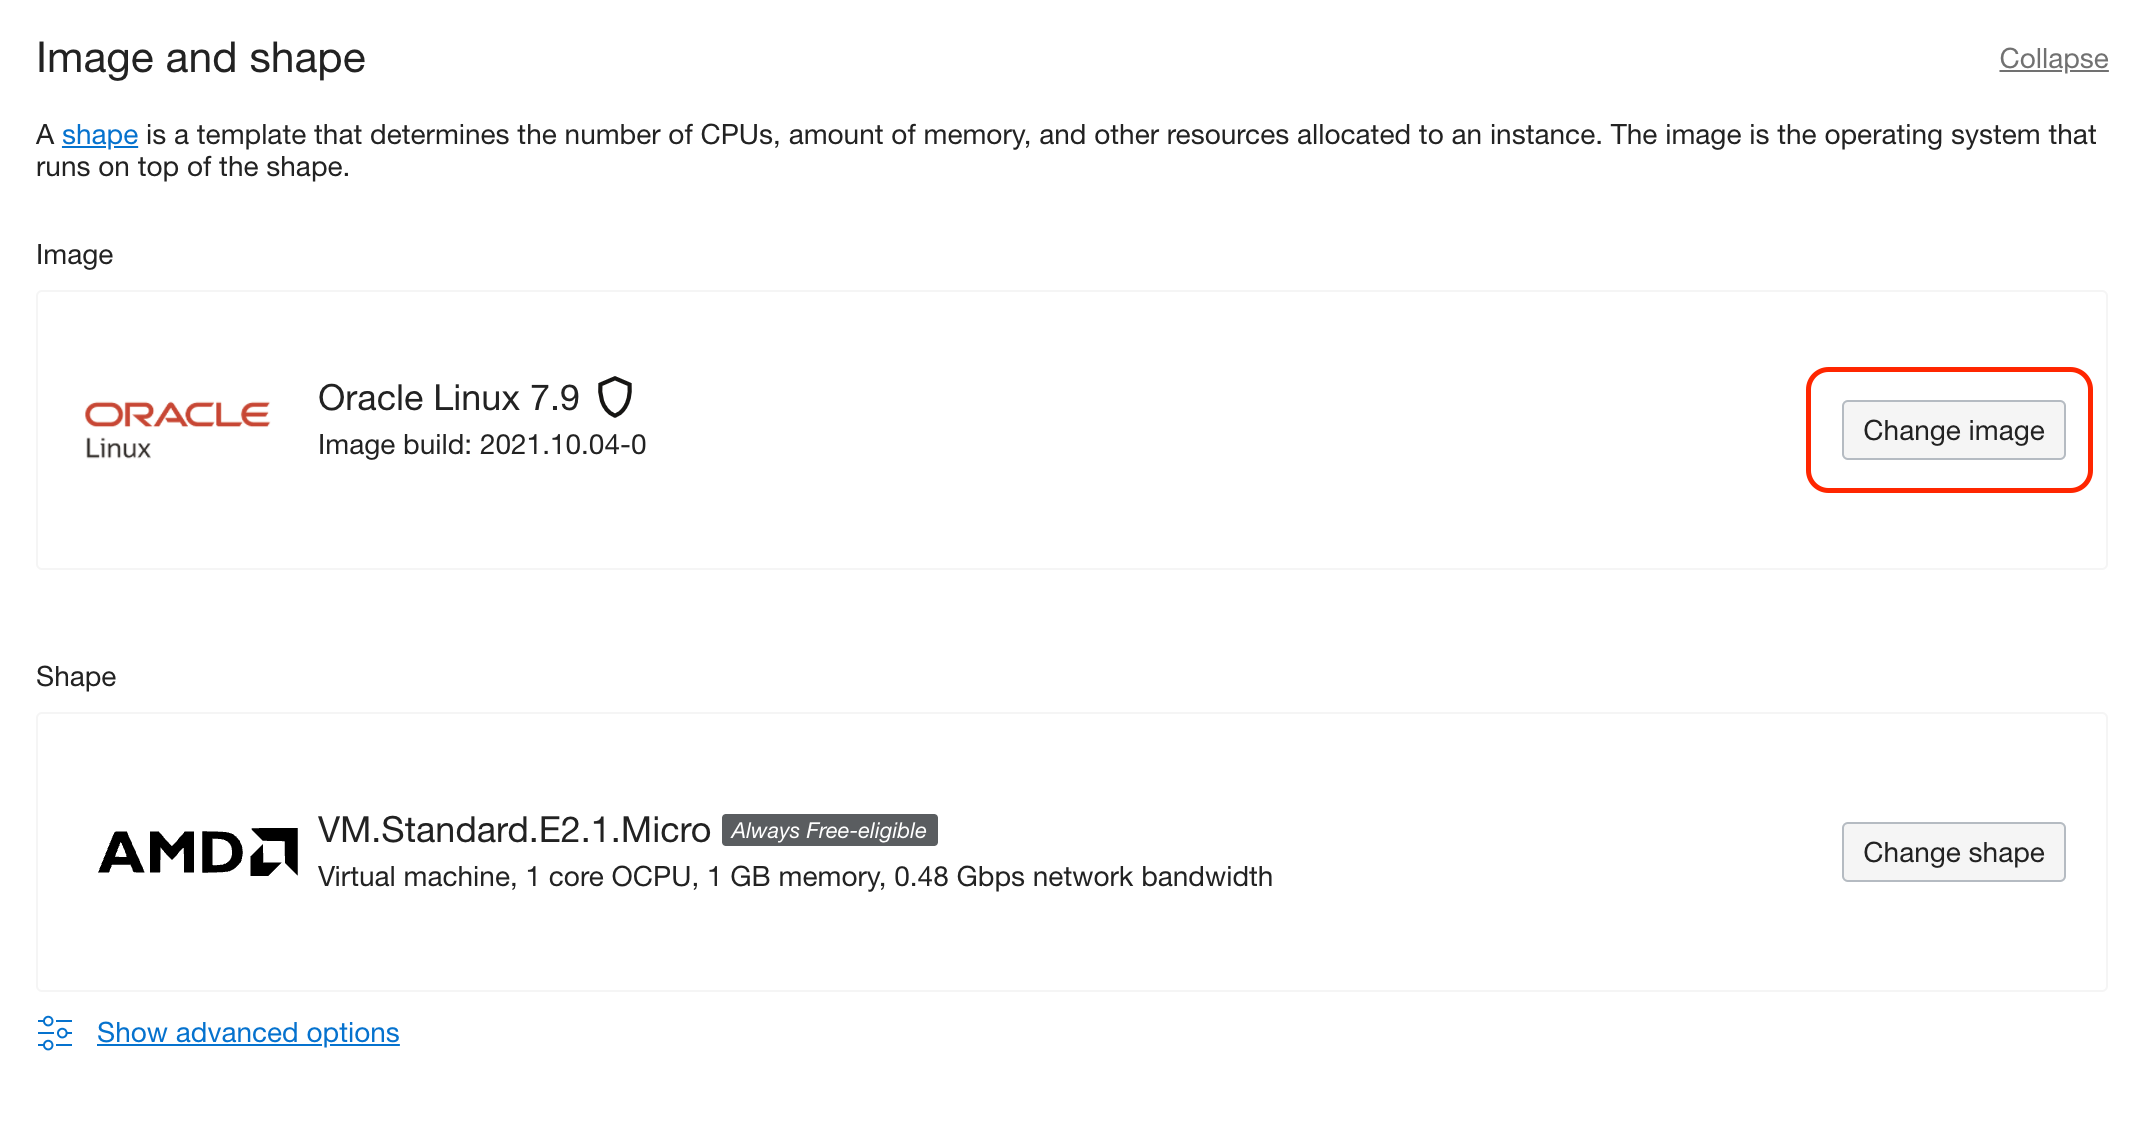 Image and shape
Collapse
A shape is a template that determines the number of CPUs, amount of memory, and other resources allocated to an instance. The image is the operating system that
runs on top of the shape.
Image
ORACLE
Linux
Oracle Linux 7.9
Image build: 2021.10.04-0
Change image
Shape
AMD
VM.Standard.E2.1.Micro Always Free-eligible
Virtual machine, 1 core OCPU, 1 GB memory, 0.48 Gbps network bandwidth
Change shape
Show advanced options